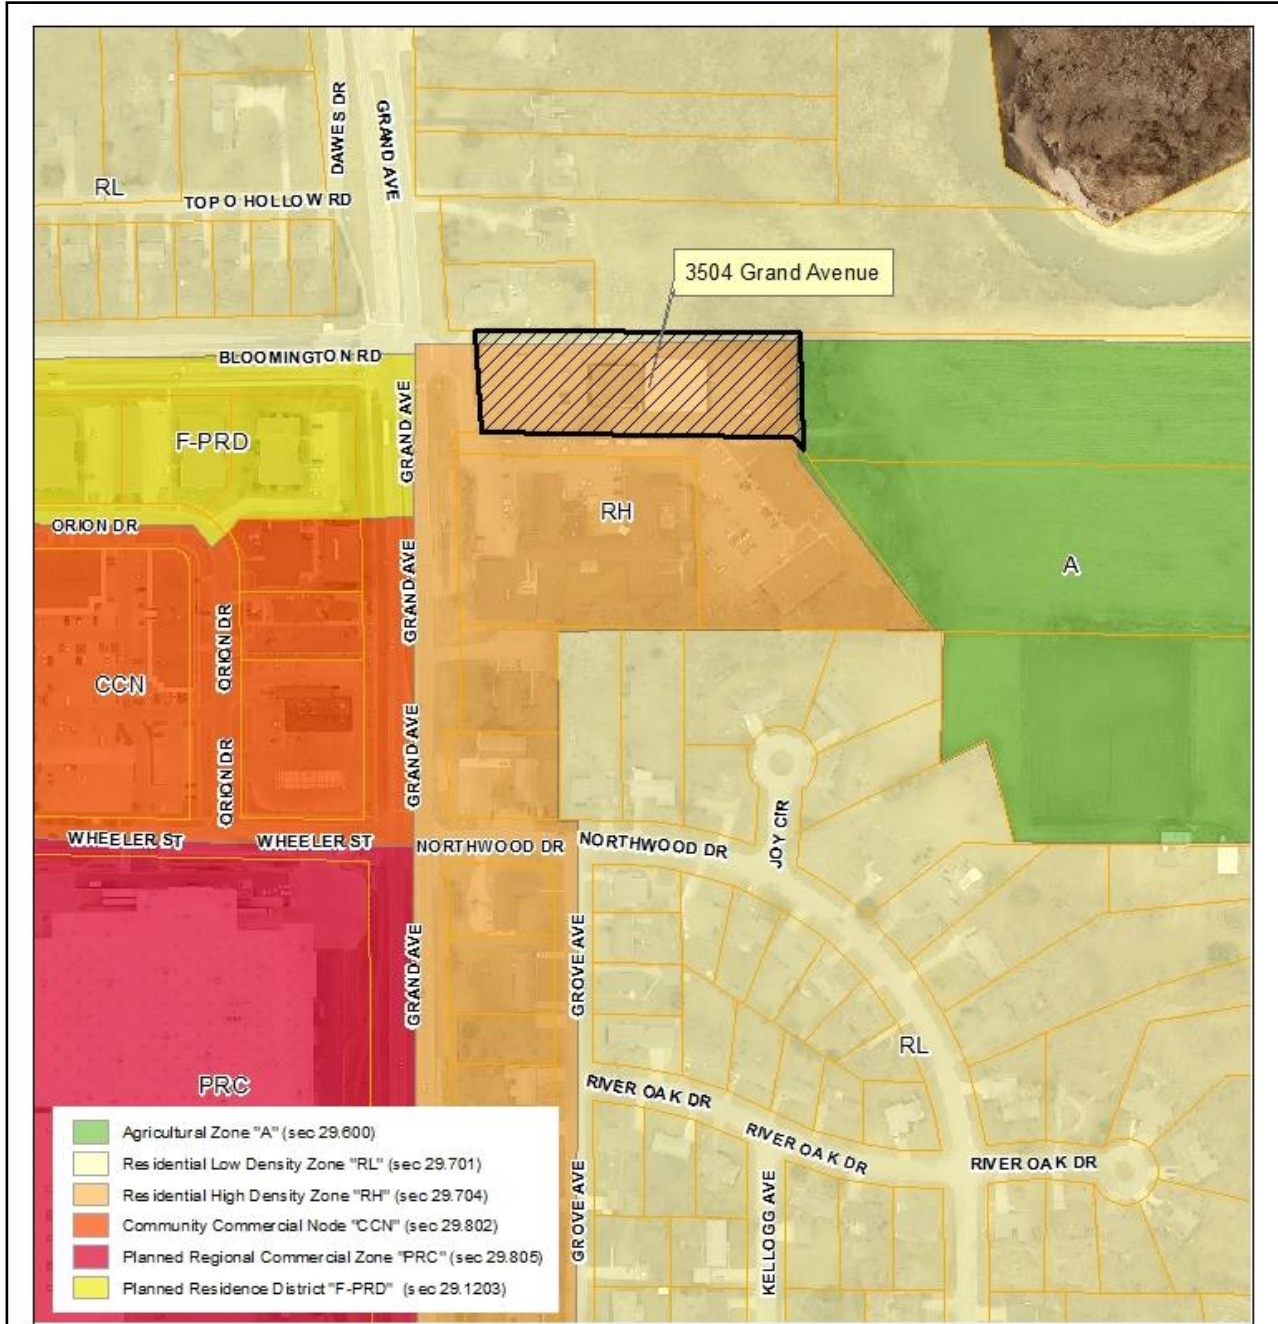 DAWES DR
GRAND AVE
RL
TOPO HOLLOW RD
3504 Grand Avenue
BLOOMINGTON RD
GRAND AVE
F-PRD
ORION DR
RH
GRAND AVE
A
ORION DR
CCN
GRAND AVE
ORION DR
JOY CIR
WHEELER ST
WHEELER ST
NORTHWOOD DR
NORTHWOOD DR
GRAND AVE
GROVE AVE
RL
PRC
RIVER OAK DR
RIVER OAK DR
RIVER OAK DR
GROVE AVE
KELLOGG AVE
Agricultural Zone "A" (sec 29.600)
Residential Low Density Zone "RL" (sec 29.701)
Residential High Density Zone "RH" (sec 29.704)
Community Commercial Node "CCN" (sec 29.802)
Planned Regional Commercial Zone "PRC" (sec 29.805)
Planned Residence District "F-PRD" (sec 29.1203)